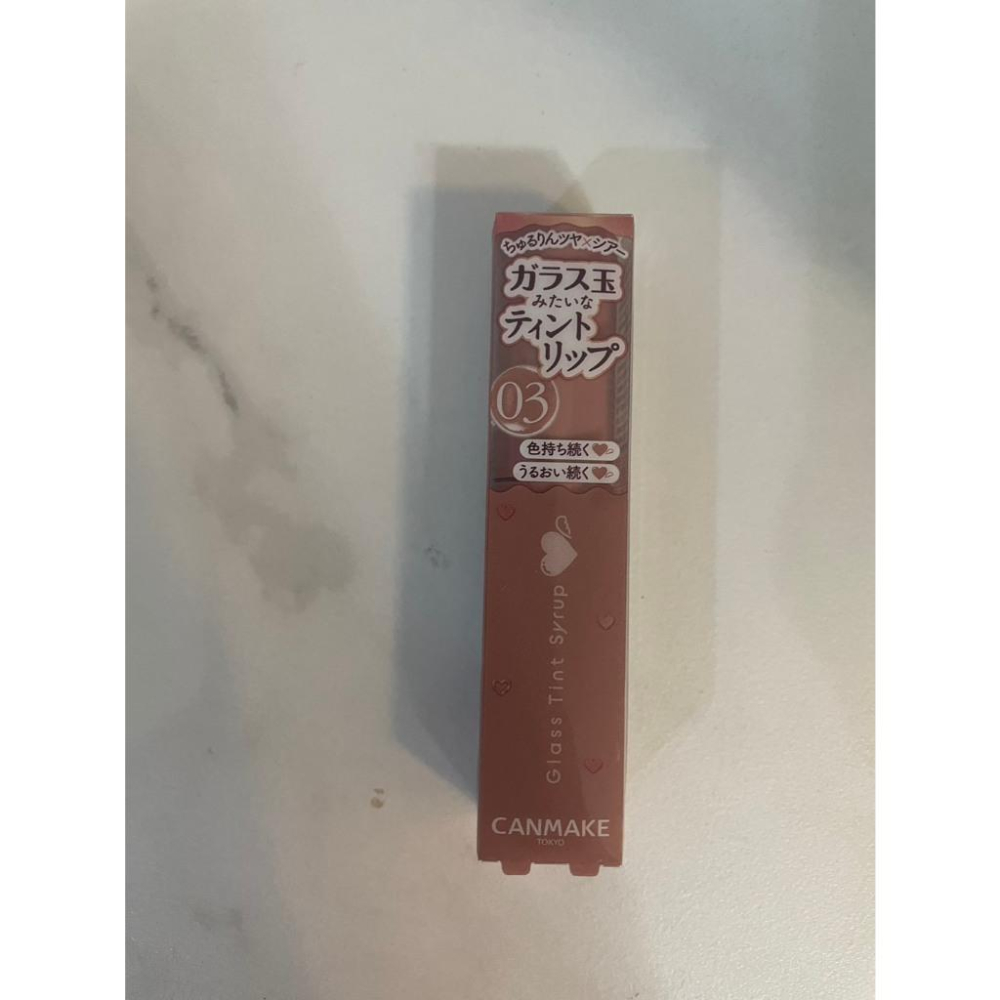 ちゅるりんツヤ×シアー
ガラス玉
みたいな
ティント
リップ
03
色持ち続く
うるおい続く
Glass Tint Syrup
CANMAKE
TOKYO